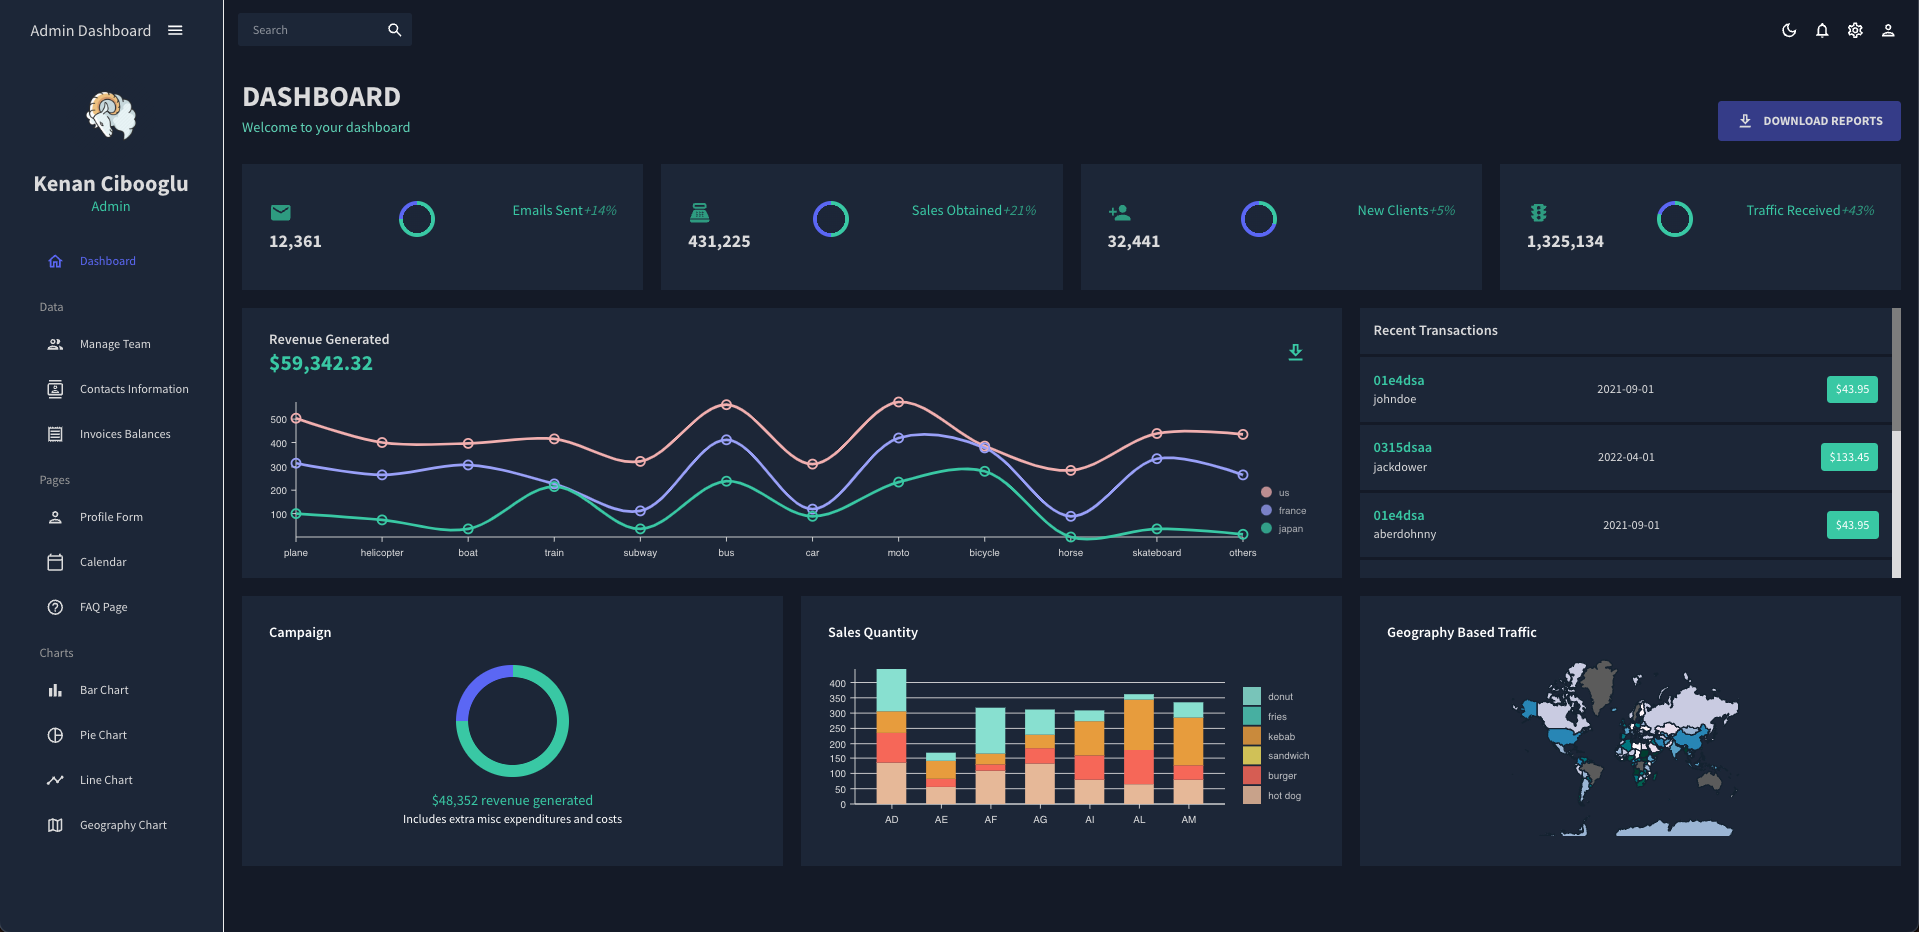 Admin Dashboard
Search
Kenan Cibooglu
Admin
Dashboard
Data
Manage Team
Contacts Information
Invoices Balances
Pages
Profile Form
Calendar
FAQ Page
Charts
Bar Chart
Pie Chart
Line Chart
Geography Chart
DASHBOARD
Welcome to your dashboard
DOWNLOAD REPORTS
12,361
Emails Sent +14%
431,225
Sales Obtained +21%
32,441
New Clients +5%
1,325,134
Traffic Received +43%
Revenue Generated
$59,342.32
500
400
300
200
100
plane helicopter boat train subway bus car moto bicycle horse skateboard others
us
france
japan
Recent Transactions
01e4dsa
johndoe
2021-09-01
$43.95
0315dsaa
jackdower
2022-04-01
$133.45
01e4dsa
aberdohnny
2021-09-01
$43.95
Campaign
$48,352 revenue generated
Includes extra misc expenditures and costs
Sales Quantity
400
350
300
250
200
150
100
50
0
AD AE AF AG AI AL AM
donut
fries
kebab
sandwich
burger
hot dog
Geography Based Traffic